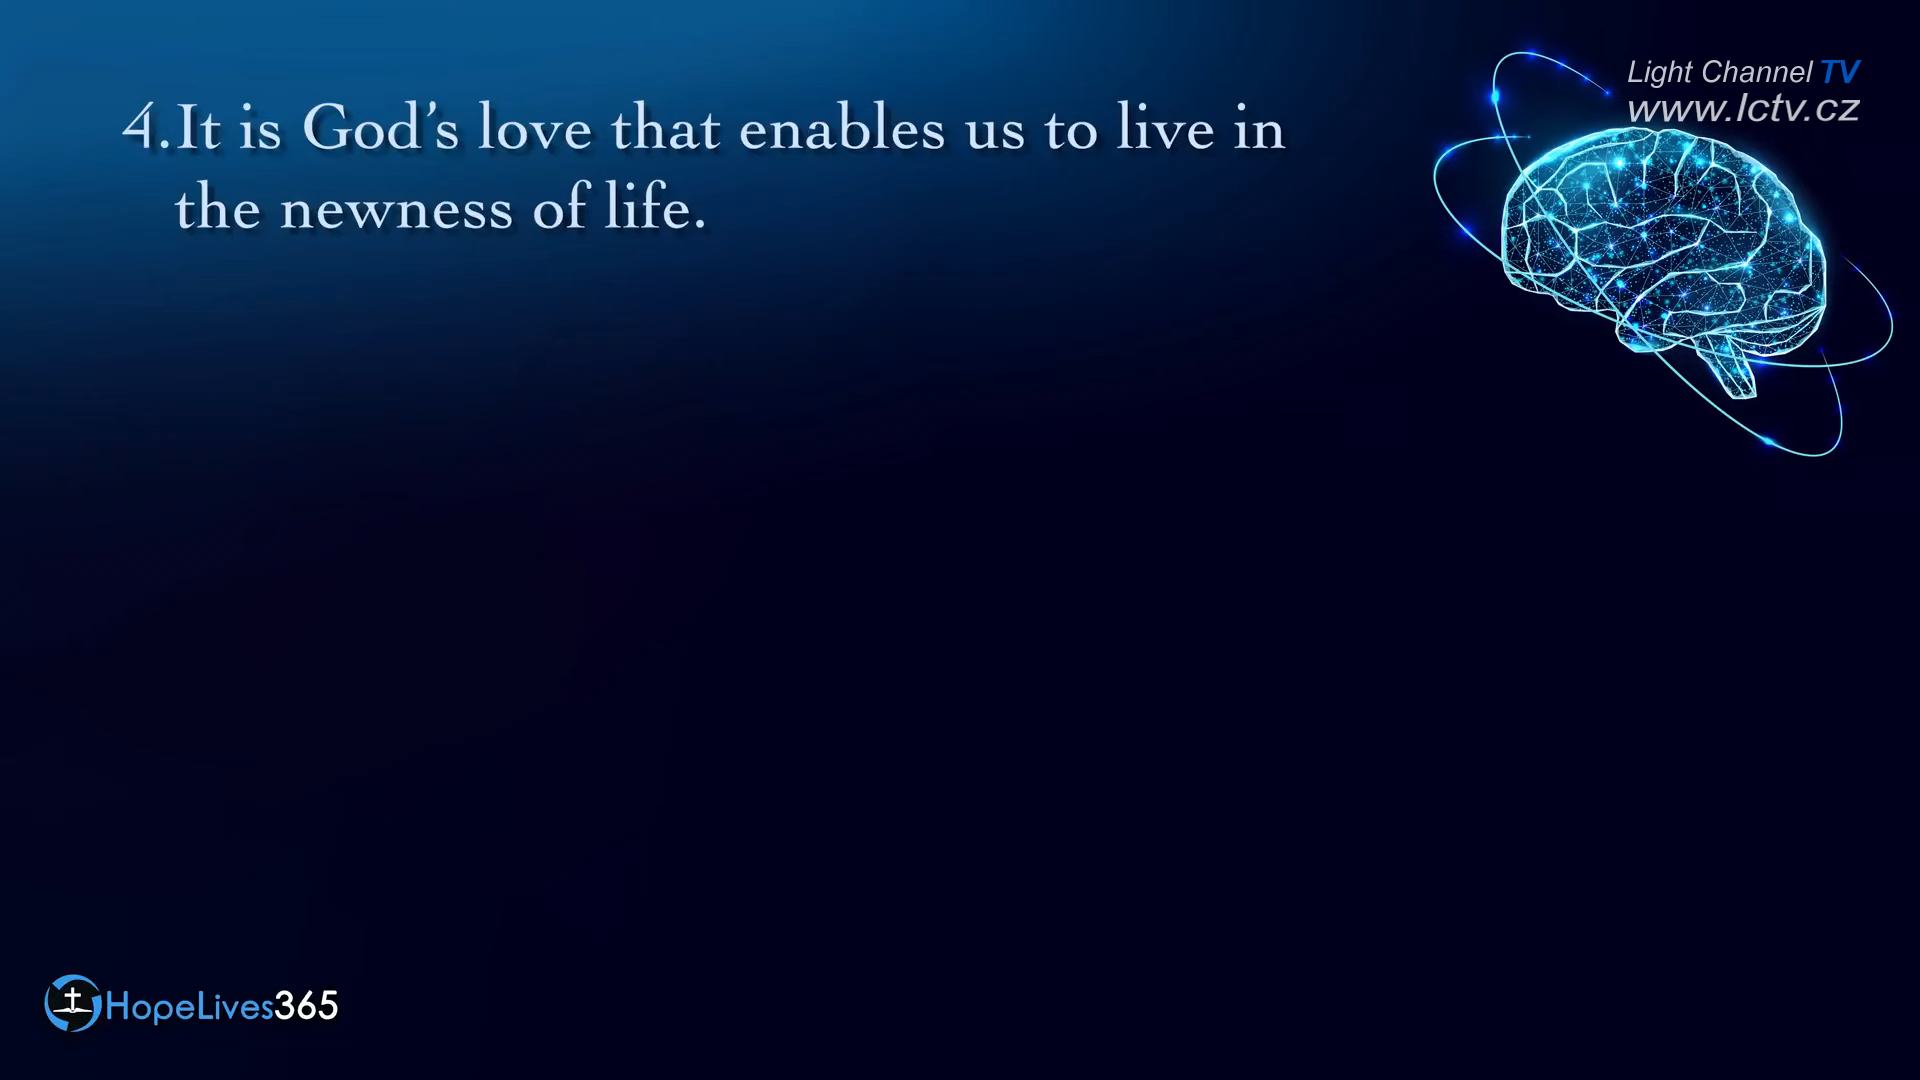 Light Channel TV
www.lctv.cz
4. It is God’s love that enables us to live in
the newness of life.
HopeLives365